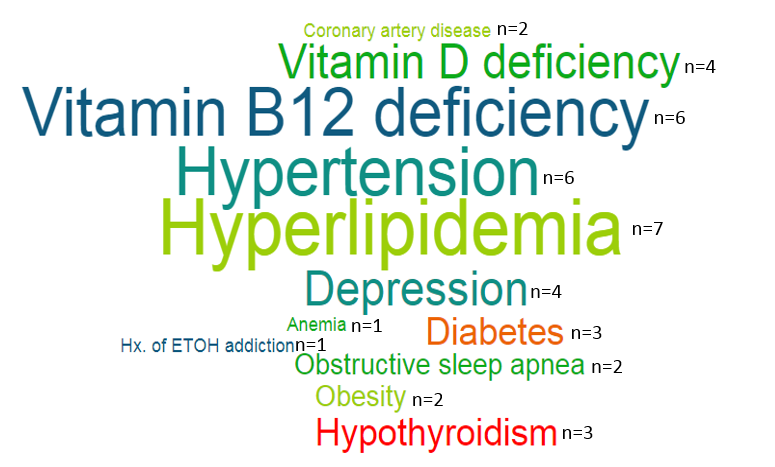 Coronary artery disease n=2
Vitamin D deficiency n=4
Vitamin B12 deficiency n=6
Hypertension n=6
Hyperlipidemia n=7
Depression n=4
Anemia n=1 Diabetes n=3
Hx. of ETOH addiction n=1
Obstructive sleep apnea n=2
Obesity n=2
Hypothyroidism n=3